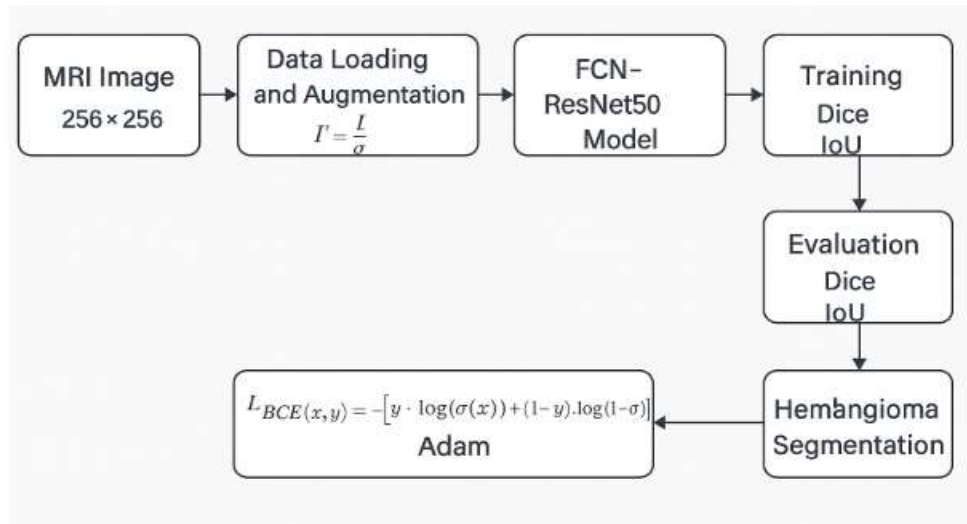 MRI Image
256 × 256
Data Loading
and Augmentation
I' = I/σ
FCN-
ResNet50
Model
Training
Dice
IoU
Evaluation
Dice
IoU
Hemangioma
Segmentation
L_BCE(x,y) = -[y · log(σ(x))+(1-y).log(1-σ)]
Adam